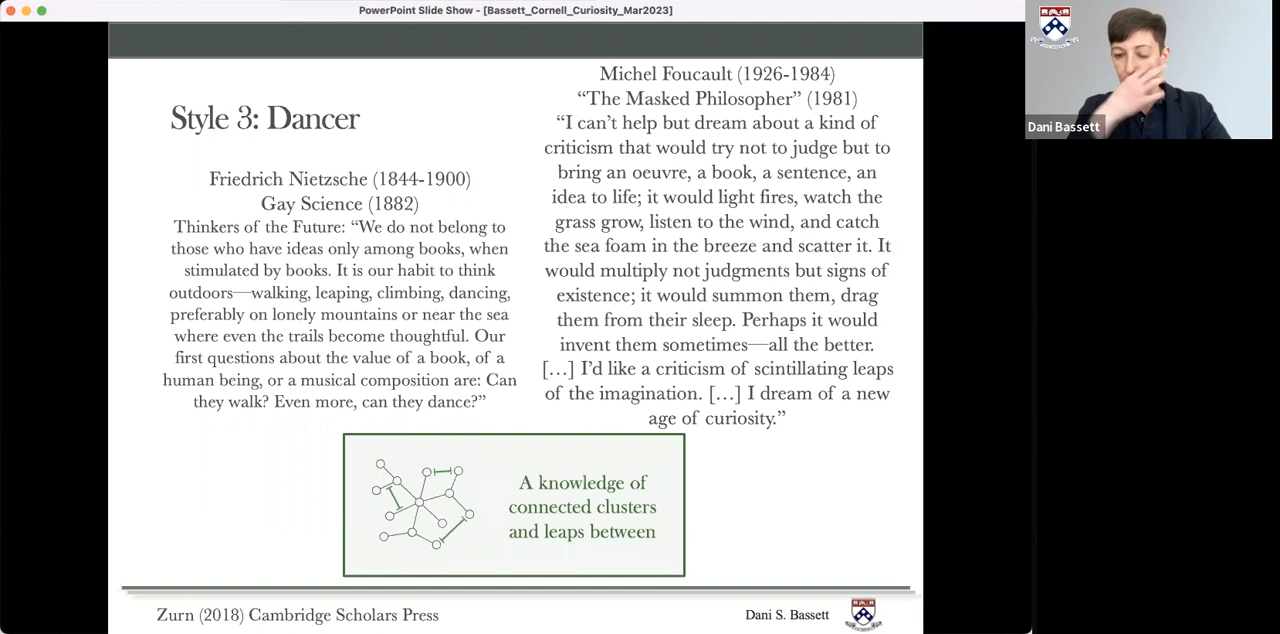 PowerPoint Slide Show - [Bassett_Cornell_Curiosity_Mar2023]
Style 3: Dancer
Friedrich Nietzsche (1844-1900)
Gay Science (1882)
Thinkers of the Future: “We do not belong to
those who have ideas only among books, when
stimulated by books. It is our habit to think
outdoors—walking, leaping, climbing, dancing,
preferably on lonely mountains or near the sea
where even the trails become thoughtful. Our
first questions about the value of a book, of a
human being, or a musical composition are: Can
they walk? Even more, can they dance?”
Michel Foucault (1926-1984)
“The Masked Philosopher” (1981)
“I can’t help but dream about a kind of
criticism that would try not to judge but to
bring an oeuvre, a book, a sentence, an
idea to life; it would light fires, watch the
grass grow, listen to the wind, and catch
the sea foam in the breeze and scatter it. It
would multiply not judgments but signs of
existence; it would summon them, drag
them from their sleep. Perhaps it would
invent them sometimes—all the better.
[…] I’d like a criticism of scintillating leaps
of the imagination. […] I dream of a new
age of curiosity.”
A knowledge of
connected clusters
and leaps between
Zurn (2018) Cambridge Scholars Press
Dani S. Bassett
Dani Bassett